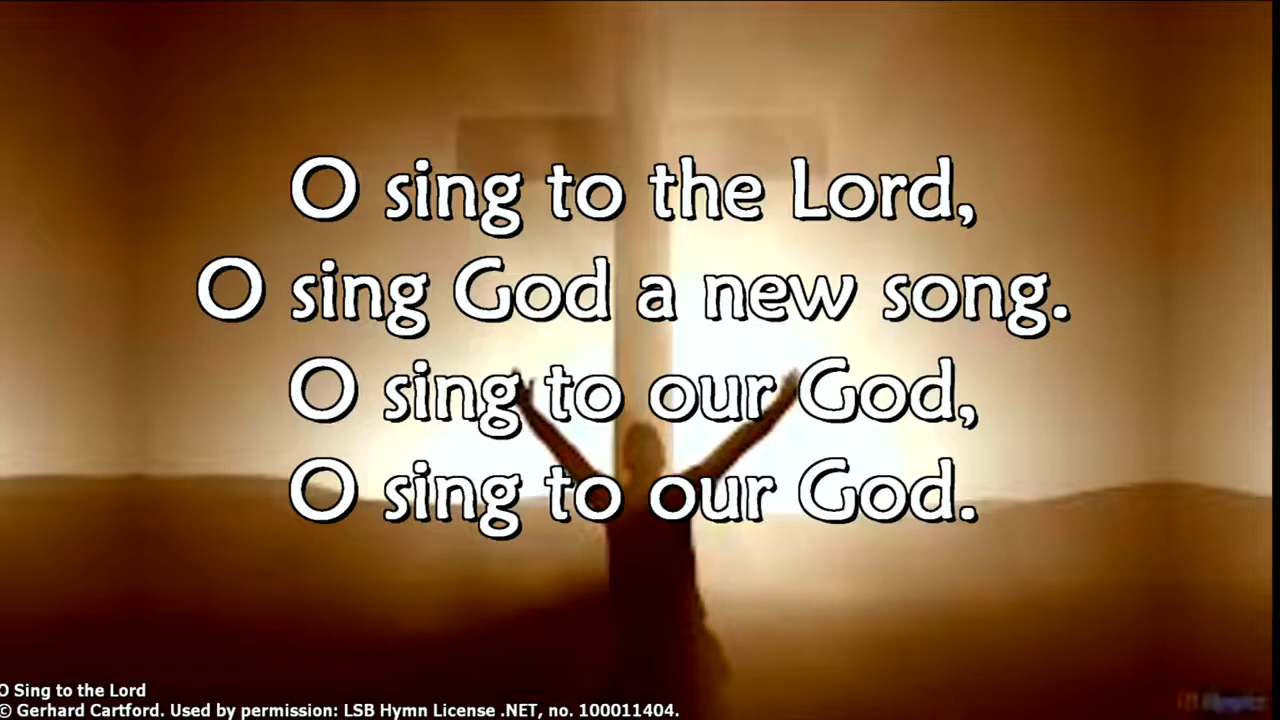 O sing to the Lord,
O sing God a new song.
O sing to our God,
O sing to our God.
O Sing to the Lord
© Gerhard Cartford. Used by permission: LSB Hymn License .NET, no. 100011404.